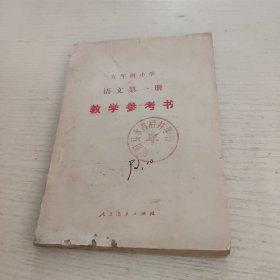 五年制小学
语文第一册
教学参考书
人民教育出版社